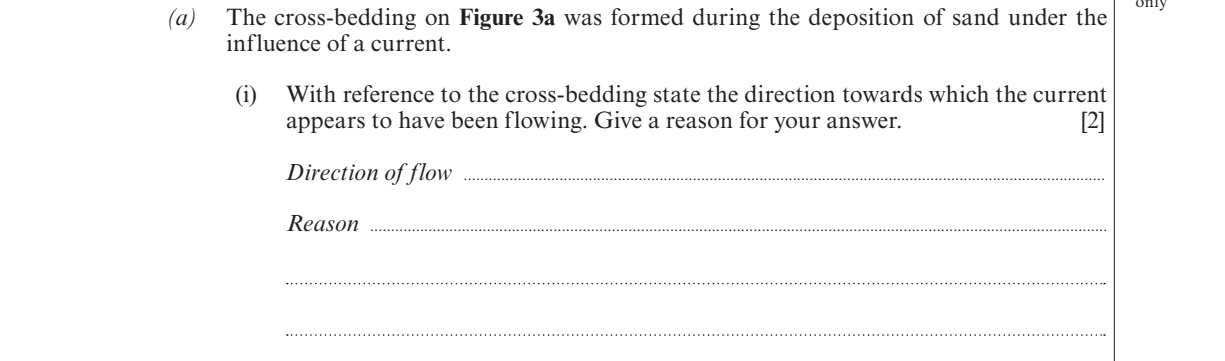 only
(a) The cross-bedding on Figure 3a was formed during the deposition of sand under the
influence of a current.
(i) With reference to the cross-bedding state the direction towards which the current
appears to have been flowing. Give a reason for your answer. [2]
Direction of flow
Reason